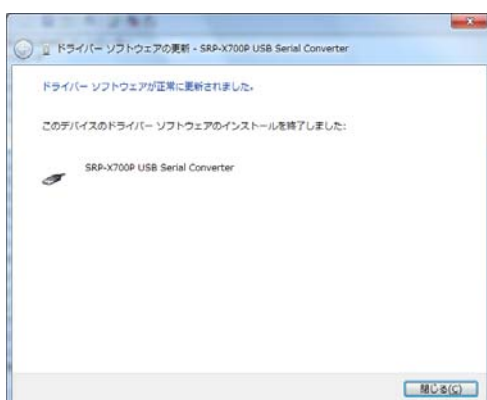 ドライバー ソフトウェアの更新 - SRP-X700P USB Serial Converter
ドライバー ソフトウェアが正常に更新されました。
このデバイスのドライバー ソフトウェアのインストールを終了しました:
SRP-X700P USB Serial Converter
閉じる(C)